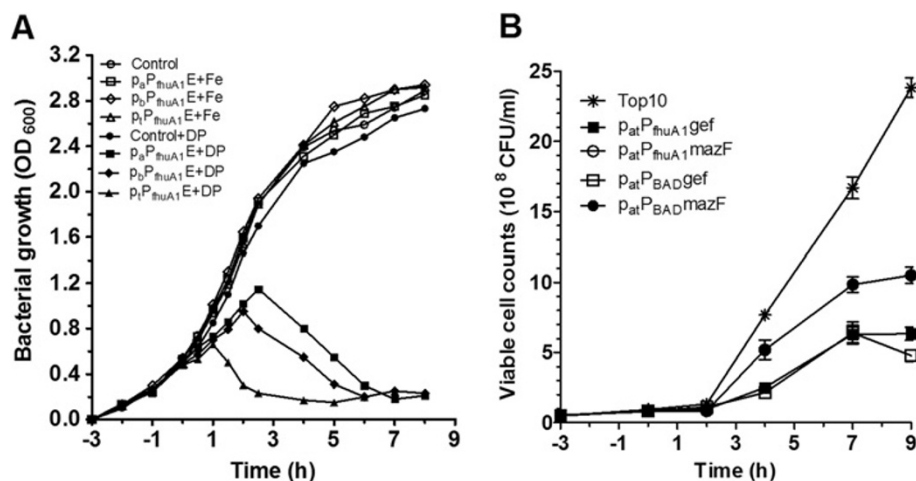 A
Bacterial growth (OD600)
3.2
2.8
2.4
2.0
1.6
1.2
0.8
0.4
0.0
Control
paPfhuA1E+Fe
pbPfhuA1E+Fe
ptPfhuA1E+Fe
Control+DP
paPfhuA1E+DP
pbPfhuA1E+DP
ptPfhuA1E+DP
-3 -1 1 3 5 7 9
Time (h)
B
Viable cell counts (10 8 CFU/ml)
25
20
15
10
5
0
Top10
patPfhuA1gef
patPfhuA1mazF
patPBADgef
patPBADmazF
-3 -1 1 3 5 7 9
Time (h)